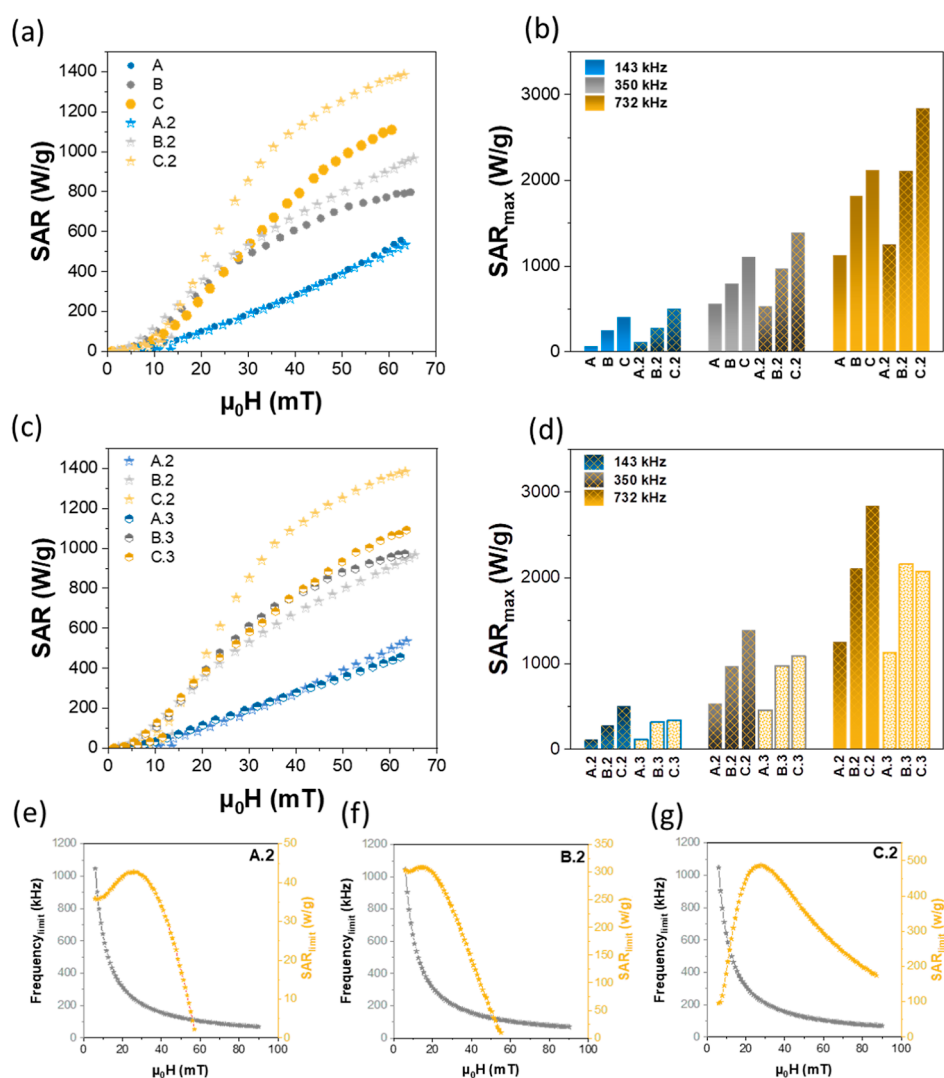 (a)
SAR (W/g)
1400
1200
1000
800
600
400
200
0
A
B
C
A.2
B.2
C.2
0 10 20 30 40 50 60 70
μ₀H (mT)
(b)
SARmax (W/g)
3000
2000
1000
0
143 kHz
350 kHz
732 kHz
A B C A.2 B.2 C.2 A B C A.2 B.2 C.2 A B C A.2 B.2 C.2
(c)
SAR (W/g)
1400
1200
1000
800
600
400
200
0
A.2
B.2
C.2
A.3
B.3
C.3
0 10 20 30 40 50 60 70
μ₀H (mT)
(d)
SARmax (W/g)
3000
2000
1000
0
143 kHz
350 kHz
732 kHz
A.2 B.2 C.2 A.3 B.3 C.3 A.2 B.2 C.2 A.3 B.3 C.3 A.2 B.2 C.2 A.3 B.3 C.3
(e)
Frequencylimit (kHz)
1200
1000
800
600
400
200
0
A.2
50
40
30
20
10
0
SARlimit (w/g)
0 20 40 60 80 100
μ₀H (mT)
(f)
Frequencylimit (kHz)
1200
1000
800
600
400
200
0
B.2
350
300
250
200
150
100
50
0
SARlimit (w/g)
0 20 40 60 80 100
μ₀H (mT)
(g)
Frequencylimit (kHz)
1200
1000
800
600
400
200
0
C.2
500
400
300
200
100
0
SARlimit (w/g)
0 20 40 60 80 100
μ₀H (mT)